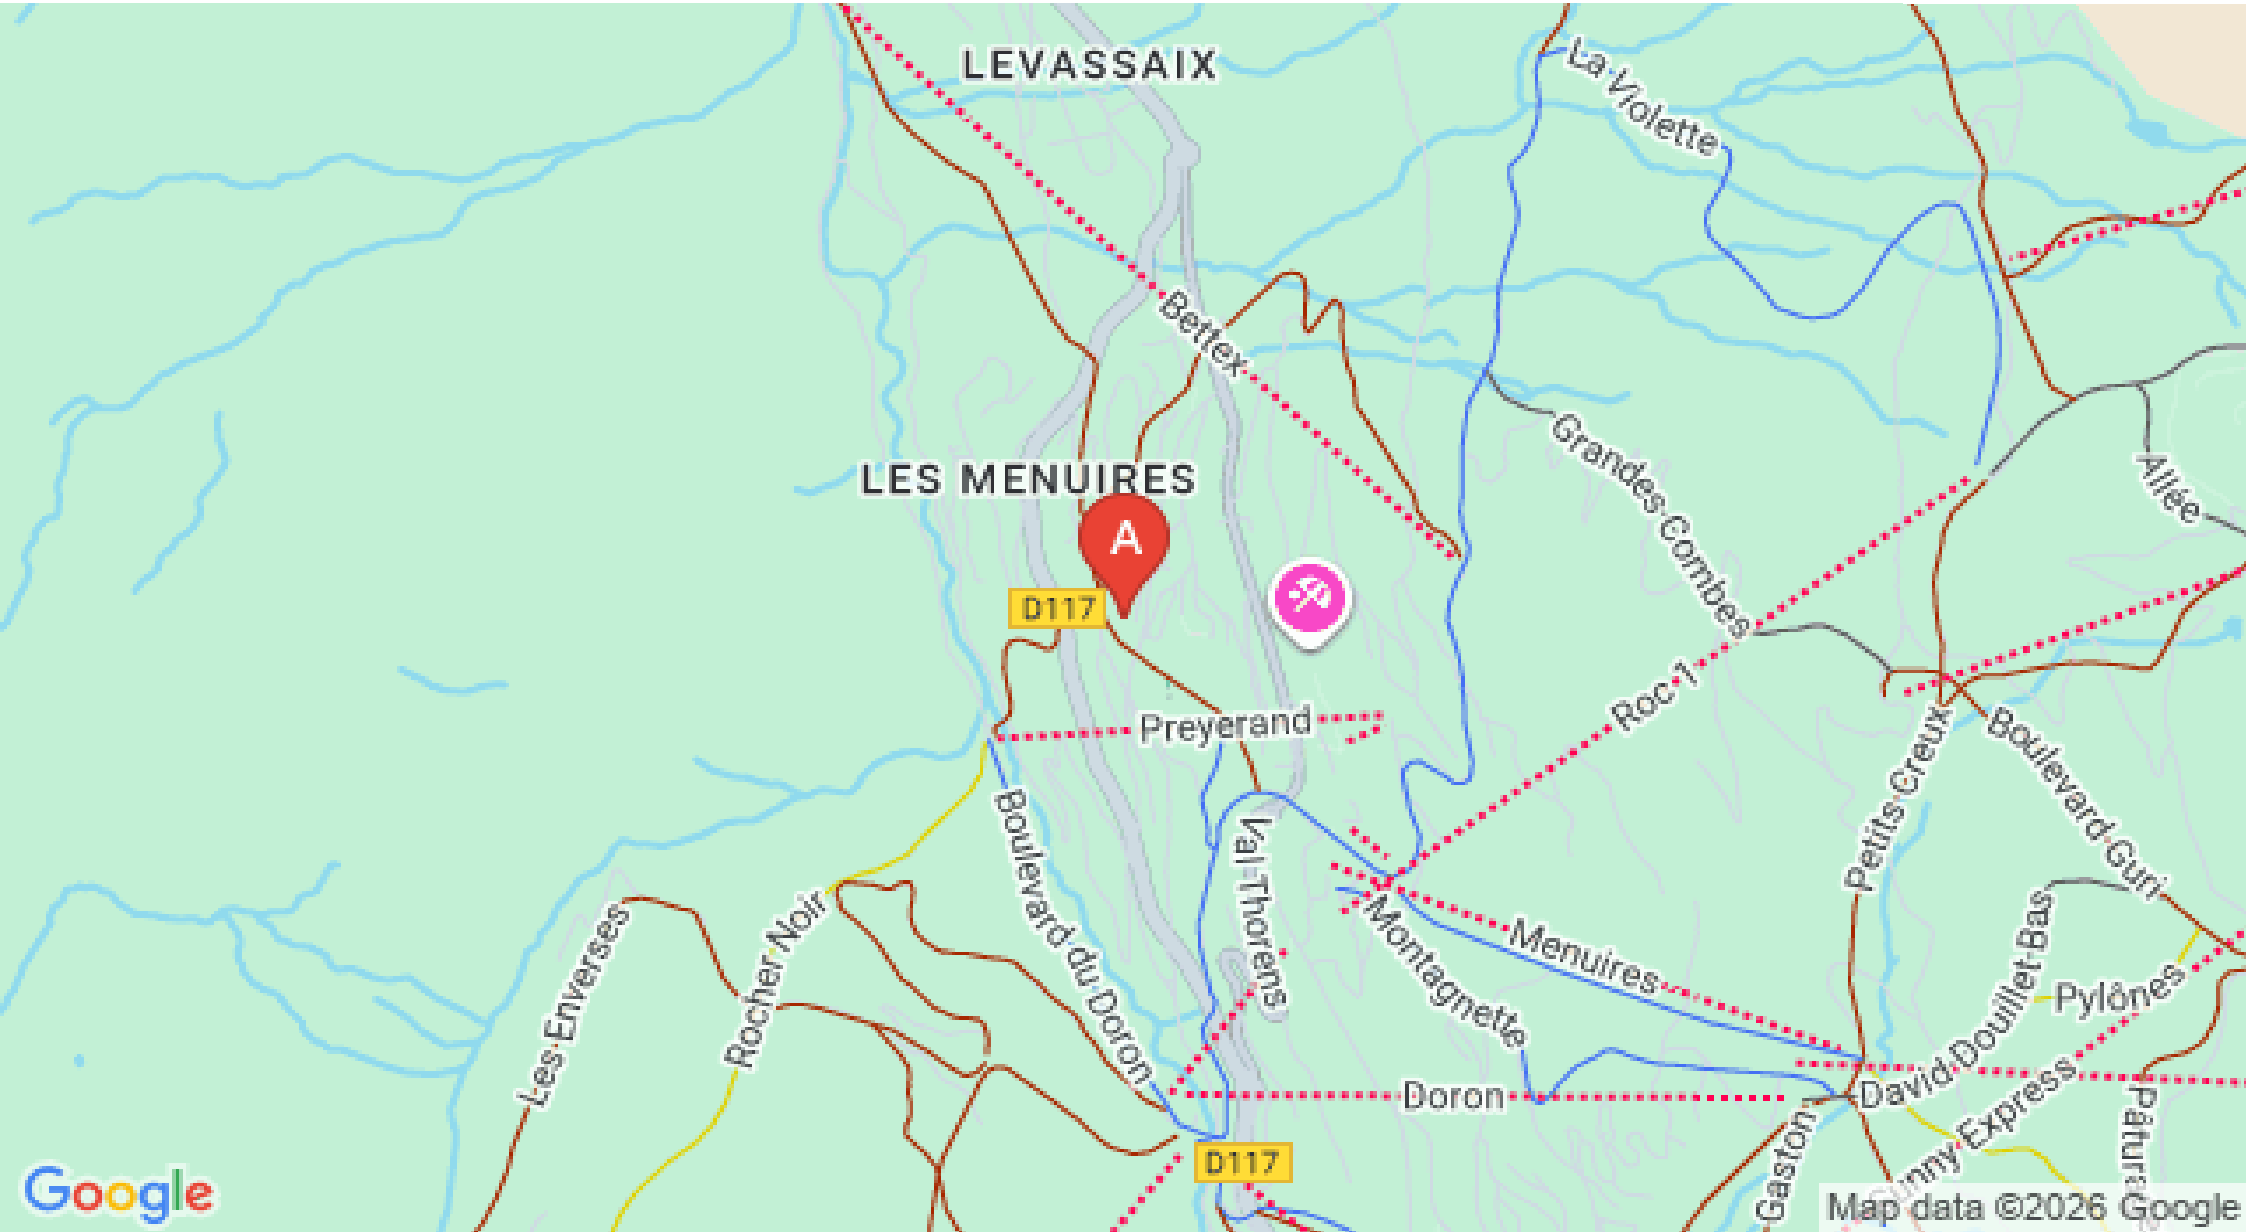 LEVASSAIX
La Violette
Bettex
Grandes Combes
Allée
LES MENUIRES
A
D117
Roc 1
Preyerand
Petits Creux
Boulevard Guri
Boulevard du Doron
Val Thorens
Rocher Noir
Les Enverses
Montagnette
Menuires
David Douillet Bas
Pylônes
Doron
Gaston
D117
Google
Map data ©2026 Google